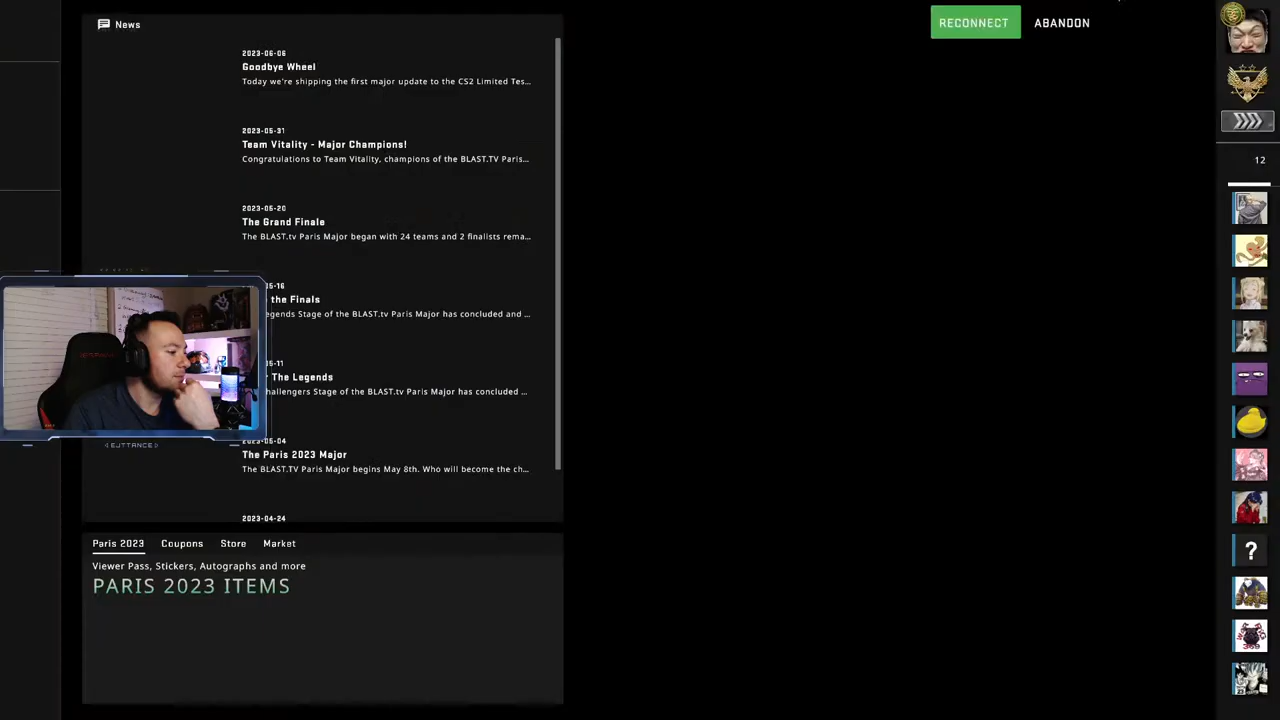 News
RECONNECT
ABANDON
2023-06-06
Goodbye Wheel
Today we're shipping the first major update to the CS2 Limited Tes...
2023-05-31
Team Vitality - Major Champions!
Congratulations to Team Vitality, champions of the BLAST.TV Paris...
12
2023-05-20
The Grand Finale
The BLAST.tv Paris Major began with 24 teams and 2 finalists rema...
5-16
the Finals
egends Stage of the BLAST.tv Paris Major has concluded and ...
5-11
The Legends
hallengers Stage of the BLAST.tv Paris Major has concluded ...
EJTTANCE
5-04
The Paris 2023 Major
The BLAST.TV Paris Major begins May 8th. Who will become the ch...
2023-04-24
Paris 2023
Coupons
Store
Market
Viewer Pass, Stickers, Autographs and more
PARIS 2023 ITEMS
?